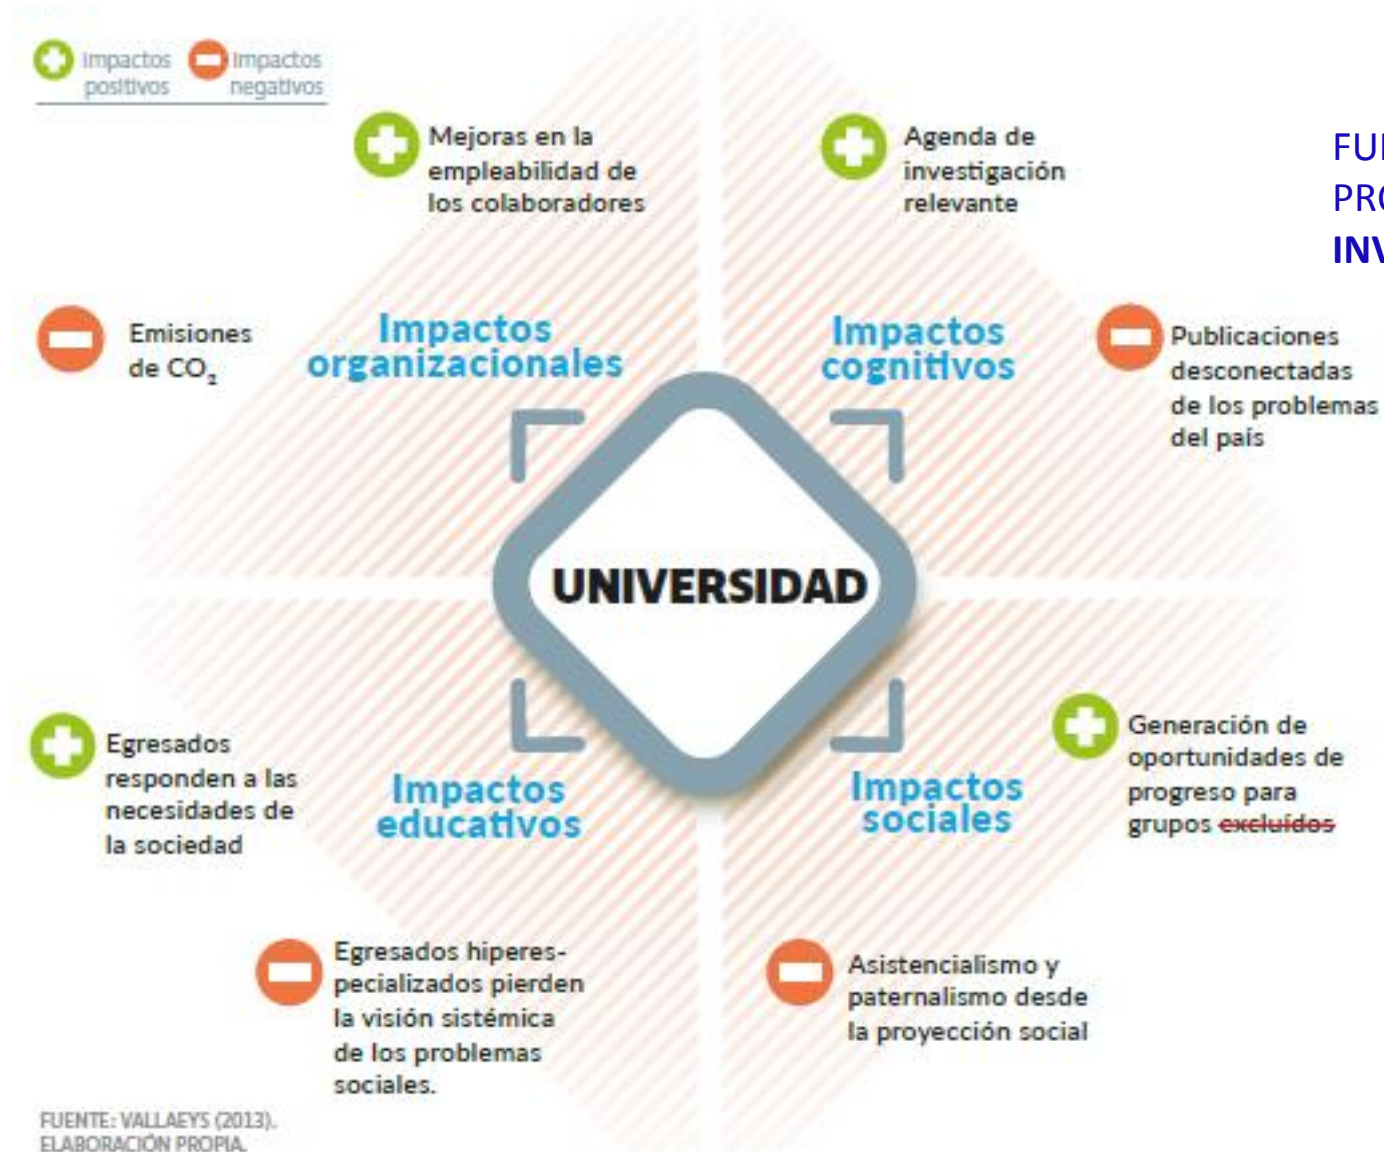 Impactos
positivos
Impactos
negativos
Mejoras en la
empleabilidad de
los colaboradores
Agenda de
investigación
relevante
Emisiones
de CO₂
Impactos
organizacionales
Impactos
cognitivos
Publicaciones
desconectadas
de los problemas
del país
UNIVERSIDAD
Egresados
responden a las
necesidades de
la sociedad
Impactos
educativos
Impactos
sociales
Generación de
oportunidades de
progreso para
grupos excluídos
Egresados hiperes-
pecializados pierden
la visión sistémica
de los problemas
sociales.
Asistencialismo y
paternalismo desde
la proyección social
FUENTE: VALLAEYS (2013).
ELABORACIÓN PROPIA.